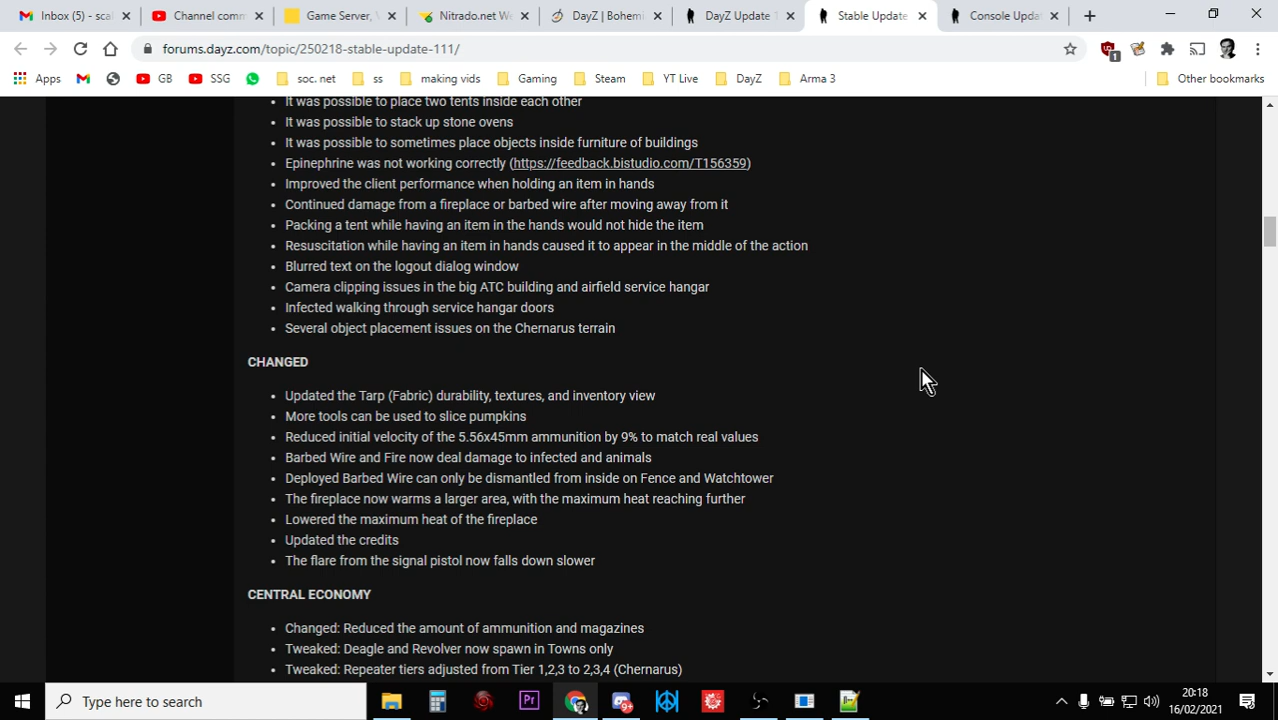 Inbox (5) - scal
Channel comm
Game Server, \
Nitrado.net We
DayZ | Bohemi
DayZ Update 1
Stable Update
Console Upda
forums.dayz.com/topic/250218-stable-update-111/
1
Apps
GB
SSG
soc. net
ss
making vids
Gaming
Steam
YT Live
DayZ
Arma 3
Other bookmarks
It was possible to place two tents inside each other
It was possible to stack up stone ovens
It was possible to sometimes place objects inside furniture of buildings
Epinephrine was not working correctly (https://feedback.bistudio.com/T156359)
Improved the client performance when holding an item in hands
Continued damage from a fireplace or barbed wire after moving away from it
Packing a tent while having an item in the hands would not hide the item
Resuscitation while having an item in hands caused it to appear in the middle of the action
Blurred text on the logout dialog window
Camera clipping issues in the big ATC building and airfield service hangar
Infected walking through service hangar doors
Several object placement issues on the Chernarus terrain
CHANGED
Updated the Tarp (Fabric) durability, textures, and inventory view
More tools can be used to slice pumpkins
Reduced initial velocity of the 5.56x45mm ammunition by 9% to match real values
Barbed Wire and Fire now deal damage to infected and animals
Deployed Barbed Wire can only be dismantled from inside on Fence and Watchtower
The fireplace now warms a larger area, with the maximum heat reaching further
Lowered the maximum heat of the fireplace
Updated the credits
The flare from the signal pistol now falls down slower
CENTRAL ECONOMY
Changed: Reduced the amount of ammunition and magazines
Tweaked: Deagle and Revolver now spawn in Towns only
Tweaked: Repeater tiers adjusted from Tier 1,2,3 to 2,3,4 (Chernarus)
Type here to search
Pr
9+
20:18
16/02/2021